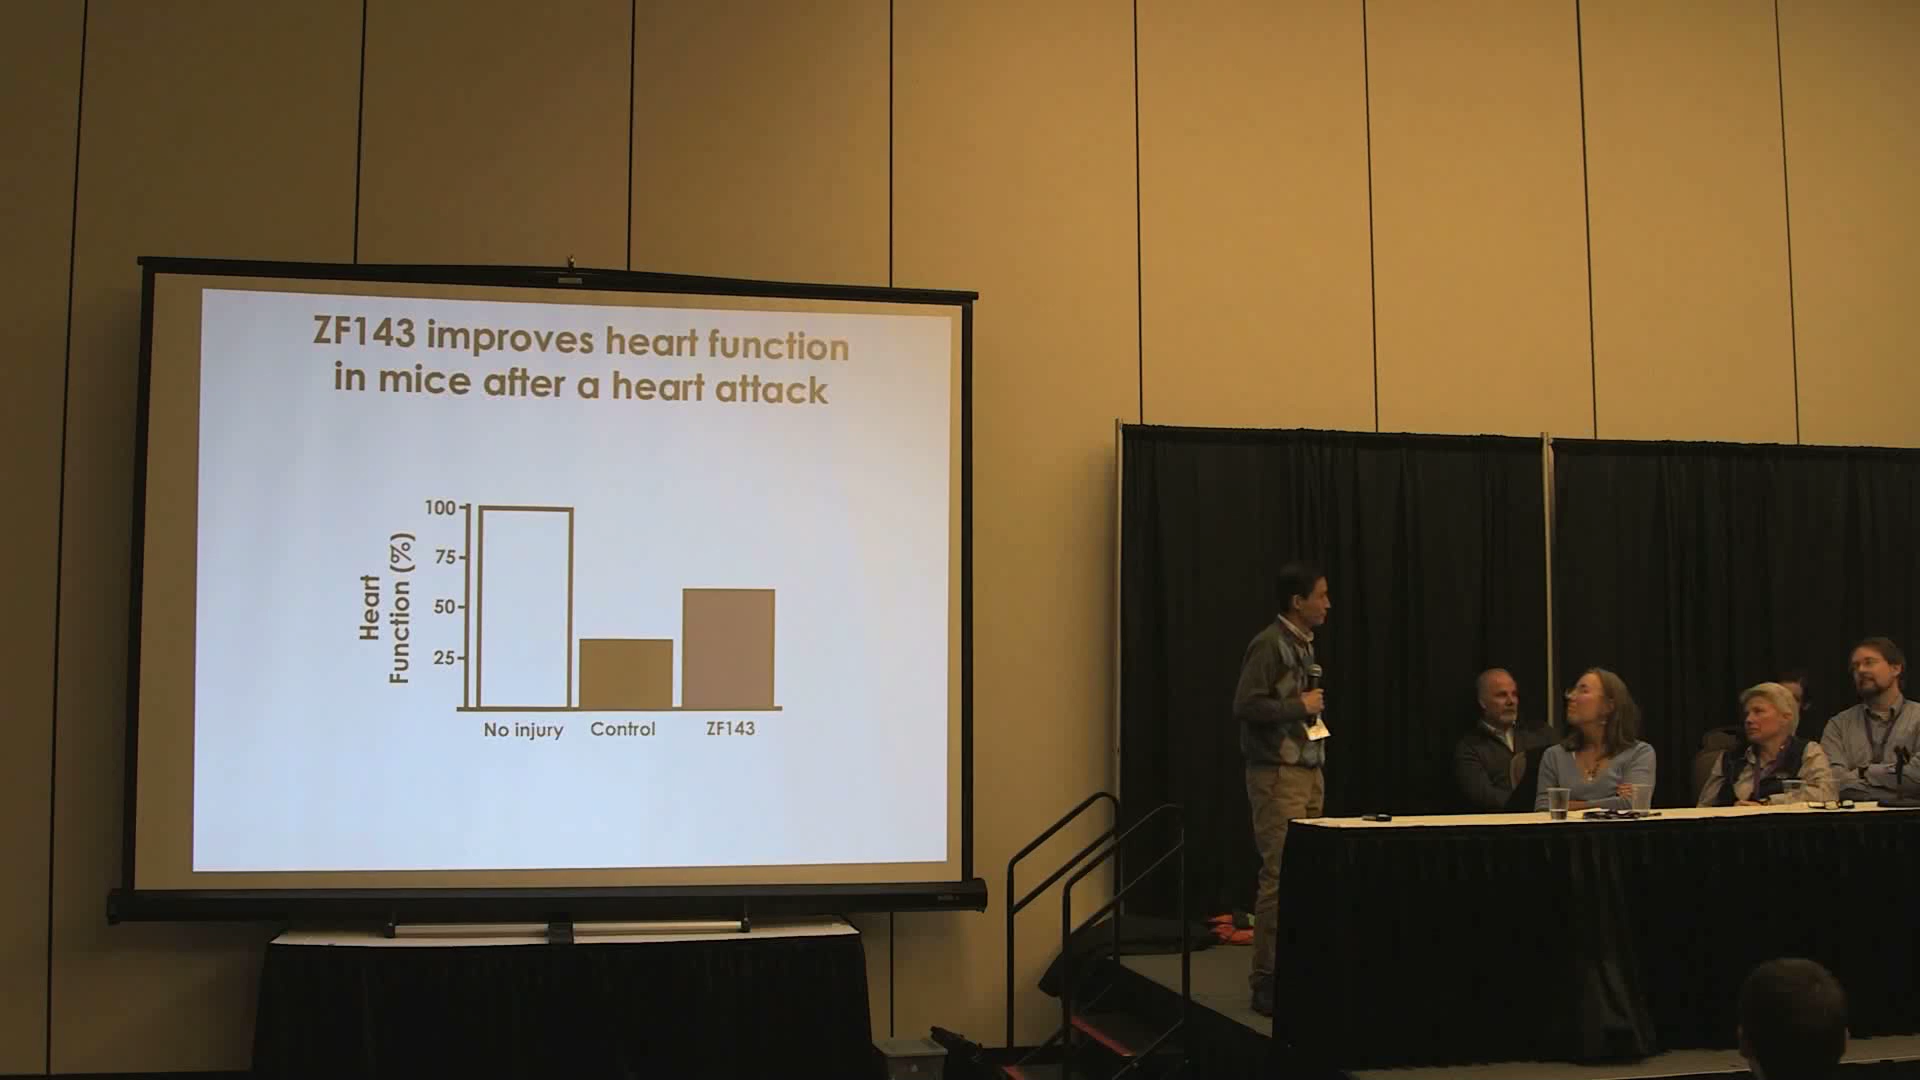 ZF143 improves heart function
in mice after a heart attack
Heart
Function (%)
100
75
50
25
No injury
Control
ZF143